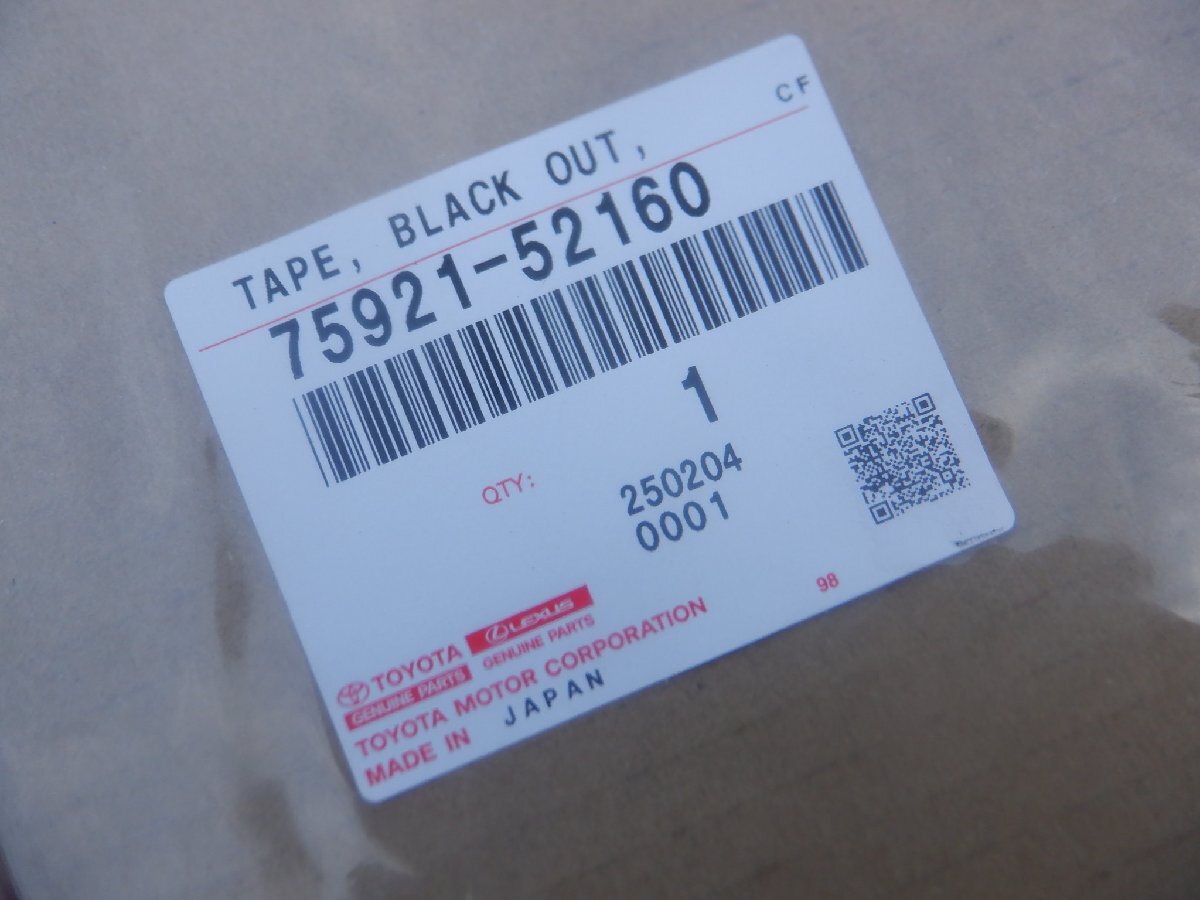 CF
TAPE, BLACK OUT,
75921-52160
1
QTY:
250204
0001
TOYOTA
GENUINE PARTS
LEXUS
GENUINE PARTS
TOYOTA MOTOR CORPORATION
98
MADE IN JAPAN